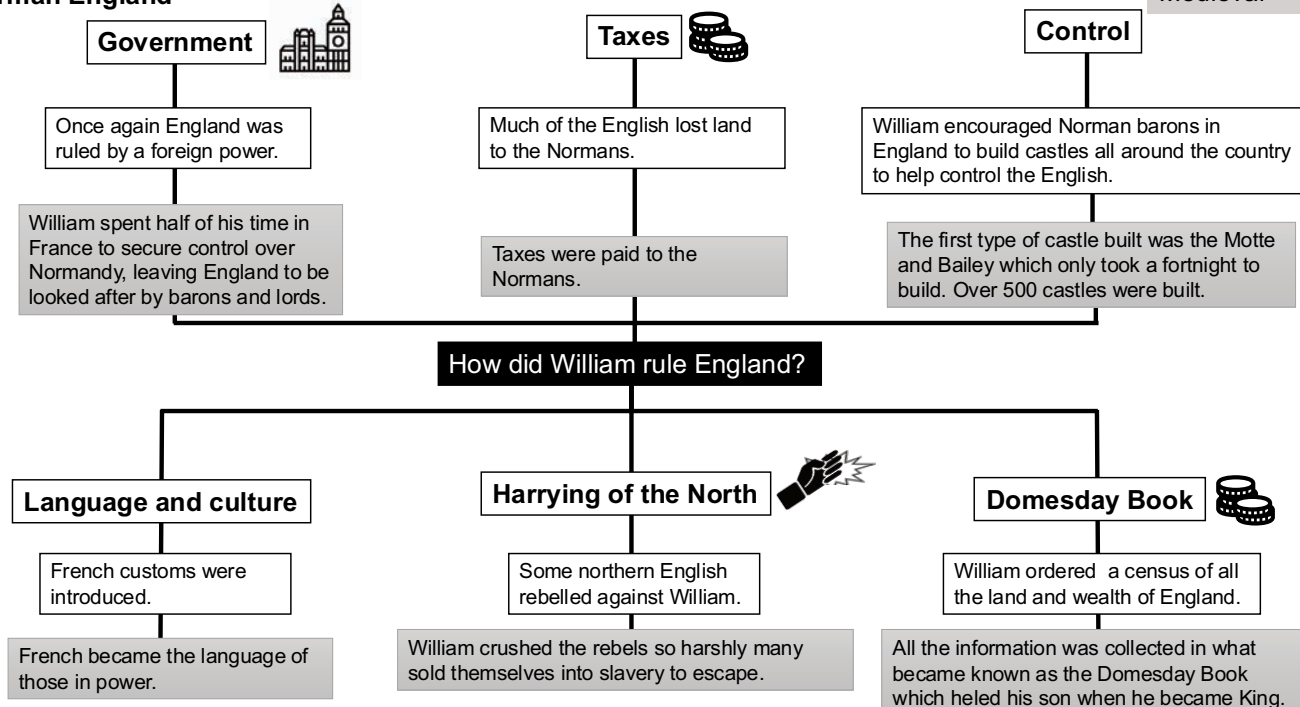 England
Government
Once again England was
ruled by a foreign power.
William spent half of his time in
France to secure control over
Normandy, leaving England to be
looked after by barons and lords.
Taxes
Much of the English lost land
to the Normans.
Taxes were paid to the
Normans.
Control
William encouraged Norman barons in
England to build castles all around the country
to help control the English.
The first type of castle built was the Motte
and Bailey which only took a fortnight to
build. Over 500 castles were built.
How did William rule England?
Language and culture
French customs were
introduced.
French became the language of
those in power.
Harrying of the North
Some northern English
rebelled against William.
William crushed the rebels so harshly many
sold themselves into slavery to escape.
Domesday Book
William ordered a census of all
the land and wealth of England.
All the information was collected in what
became known as the Domesday Book
which heled his son when he became King.